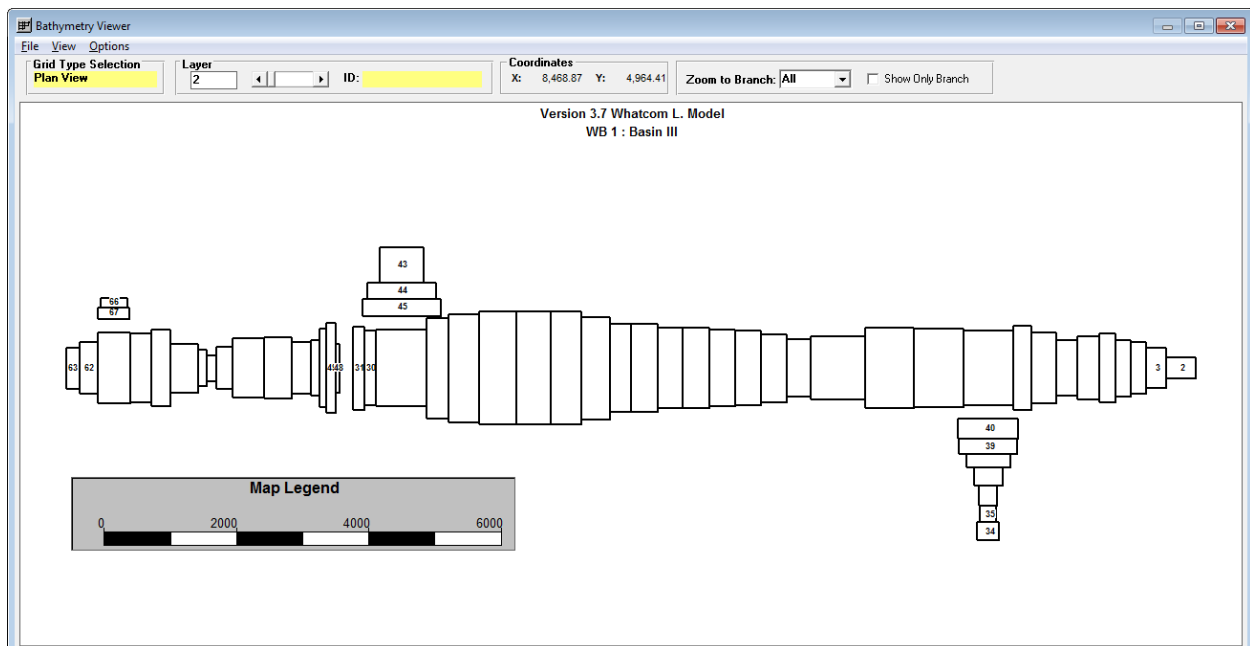 Bathymetry Viewer
File View Options
Grid Type Selection
Plan View
Layer
2
ID:
Coordinates
X: 8,468.87 Y: 4,964.41
Zoom to Branch: All
Show Only Branch
Version 3.7 Whatcom L. Model
WB 1 : Basin III
43
44
45
66
67
63 62 48 31 30 3 2
40
39
35
34
Map Legend
0 2000 4000 6000